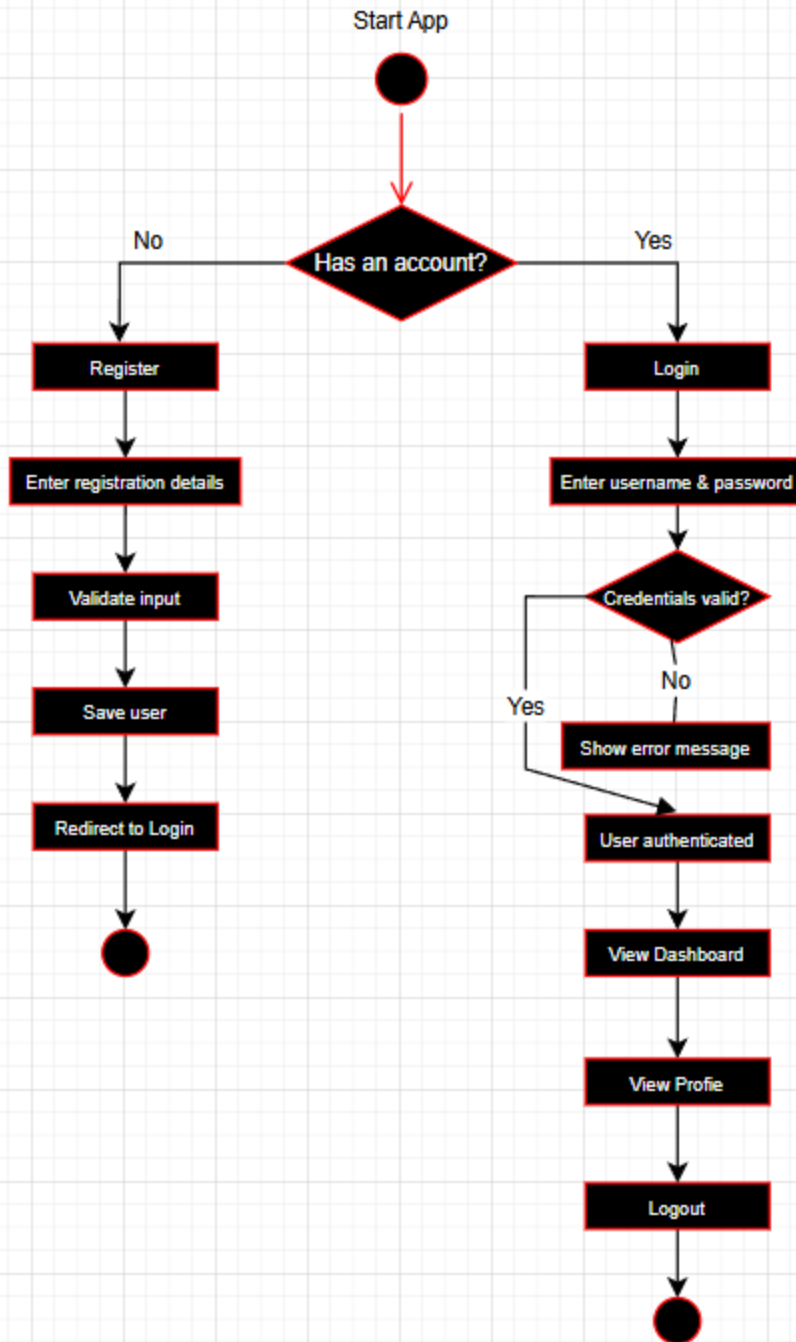 Start App
Has an account?
No
Yes
Register
Login
Enter registration details
Enter username & password
Validate input
Credentials valid?
No
Yes
Save user
Show error message
Redirect to Login
User authenticated
View Dashboard
View Profie
Logout